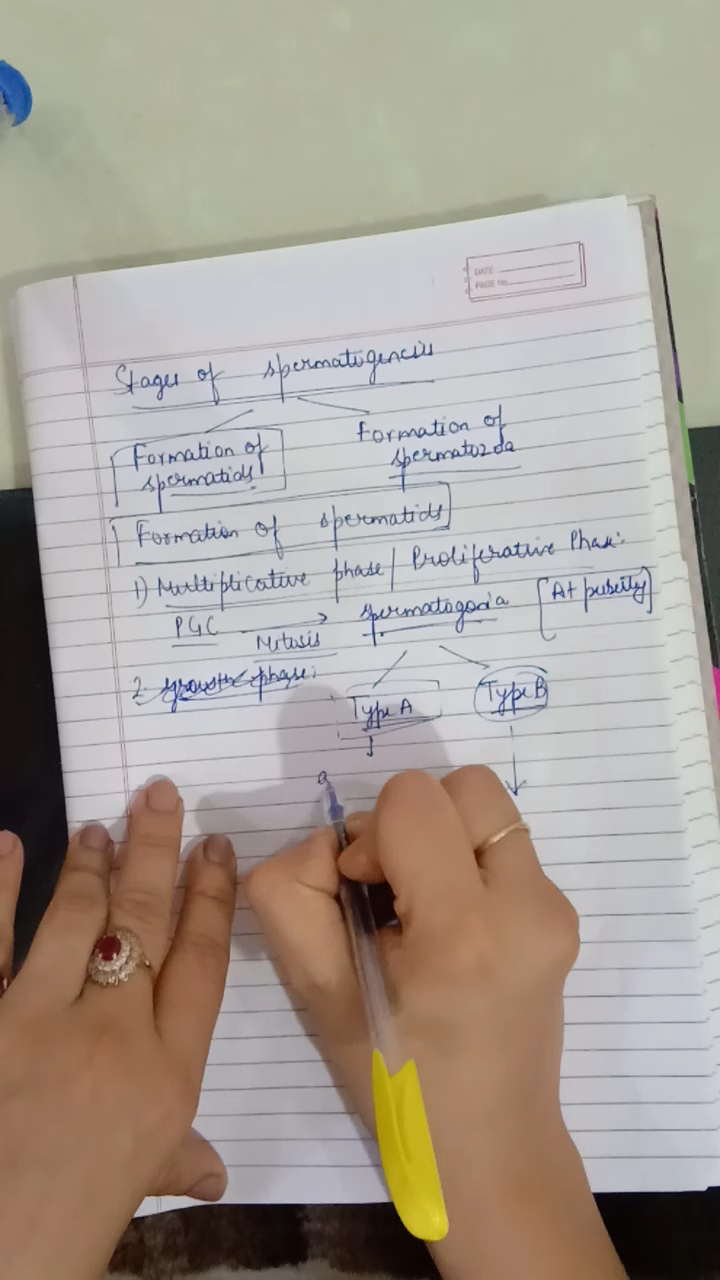 DATE
PAGE No.
Stages of spermatogenesis
Formation of spermatids
Formation of spermatozoa
Formation of spermatids
1) Multiplicative phase / Proliferative Phase:
PGC → Mitosis spermatogonia [At puberty]
2. growth phase:
Type A
Type B
a